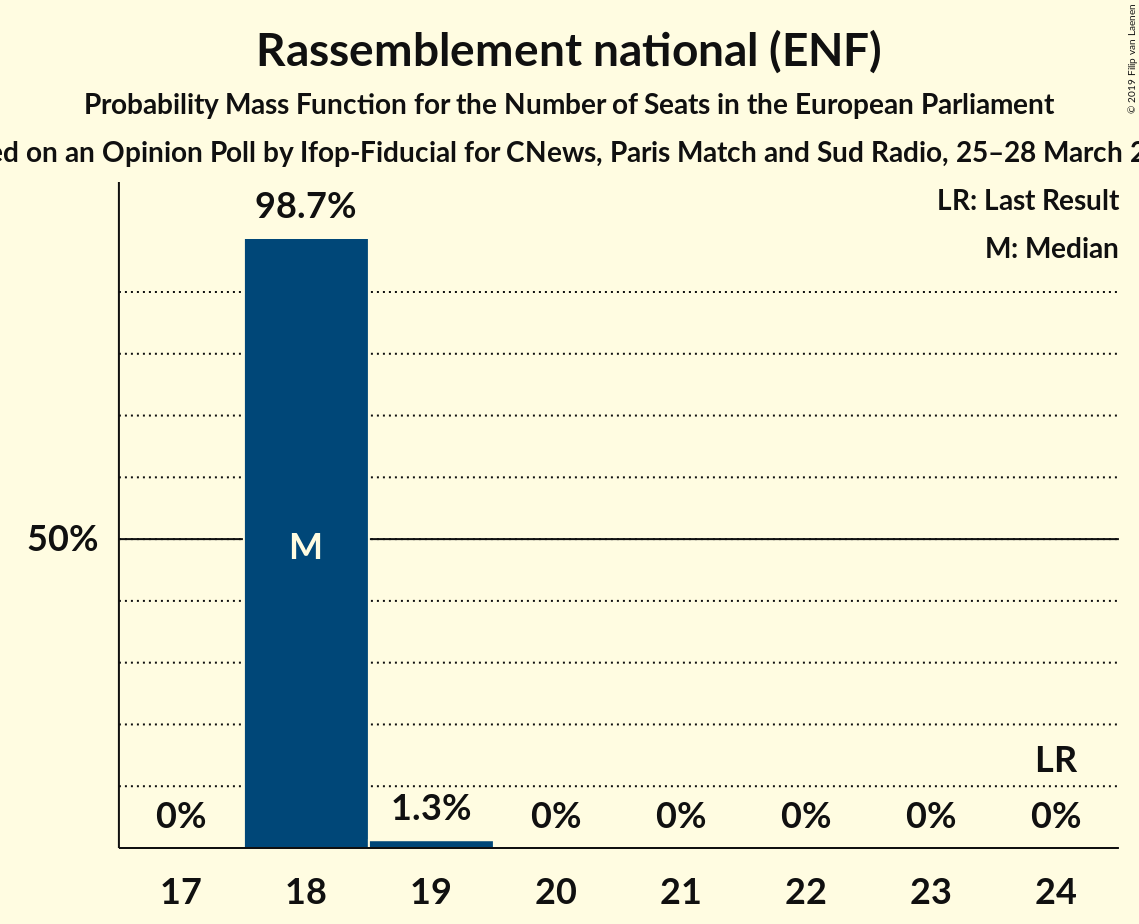 Rassemblement national (ENF)
Probability Mass Function for the Number of Seats in the European Parliament
on an Opinion Poll by Ifop-Fiducial for CNews, Paris Match and Sud Radio, 25–28 March
© 2019 Filip van Laenen
LR: Last Result
M: Median
98.7%
50%
M
LR
0%
1.3%
0%
0%
0%
0%
0%
17
18
19
20
21
22
23
24